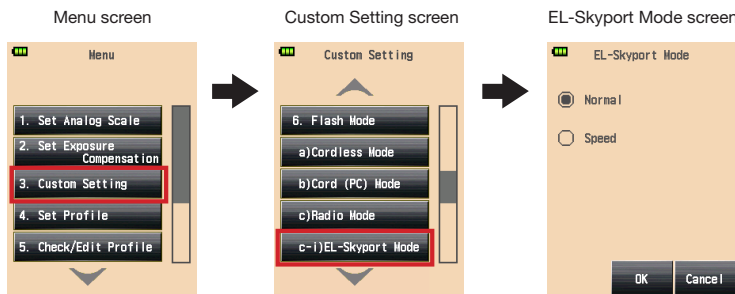 Menu screen
Custom Setting screen
EL-Skyport Mode screen
Menu
1. Set Analog Scale
2. Set Exposure
Compensation
3. Custom Setting
4. Set Profile
5. Check/Edit Profile
Custom Setting
6. Flash Mode
a)Cordless Mode
b)Cord (PC) Mode
c)Radio Mode
c-i)EL-Skyport Mode
EL-Skyport Mode
Normal
Speed
OK
Cancel